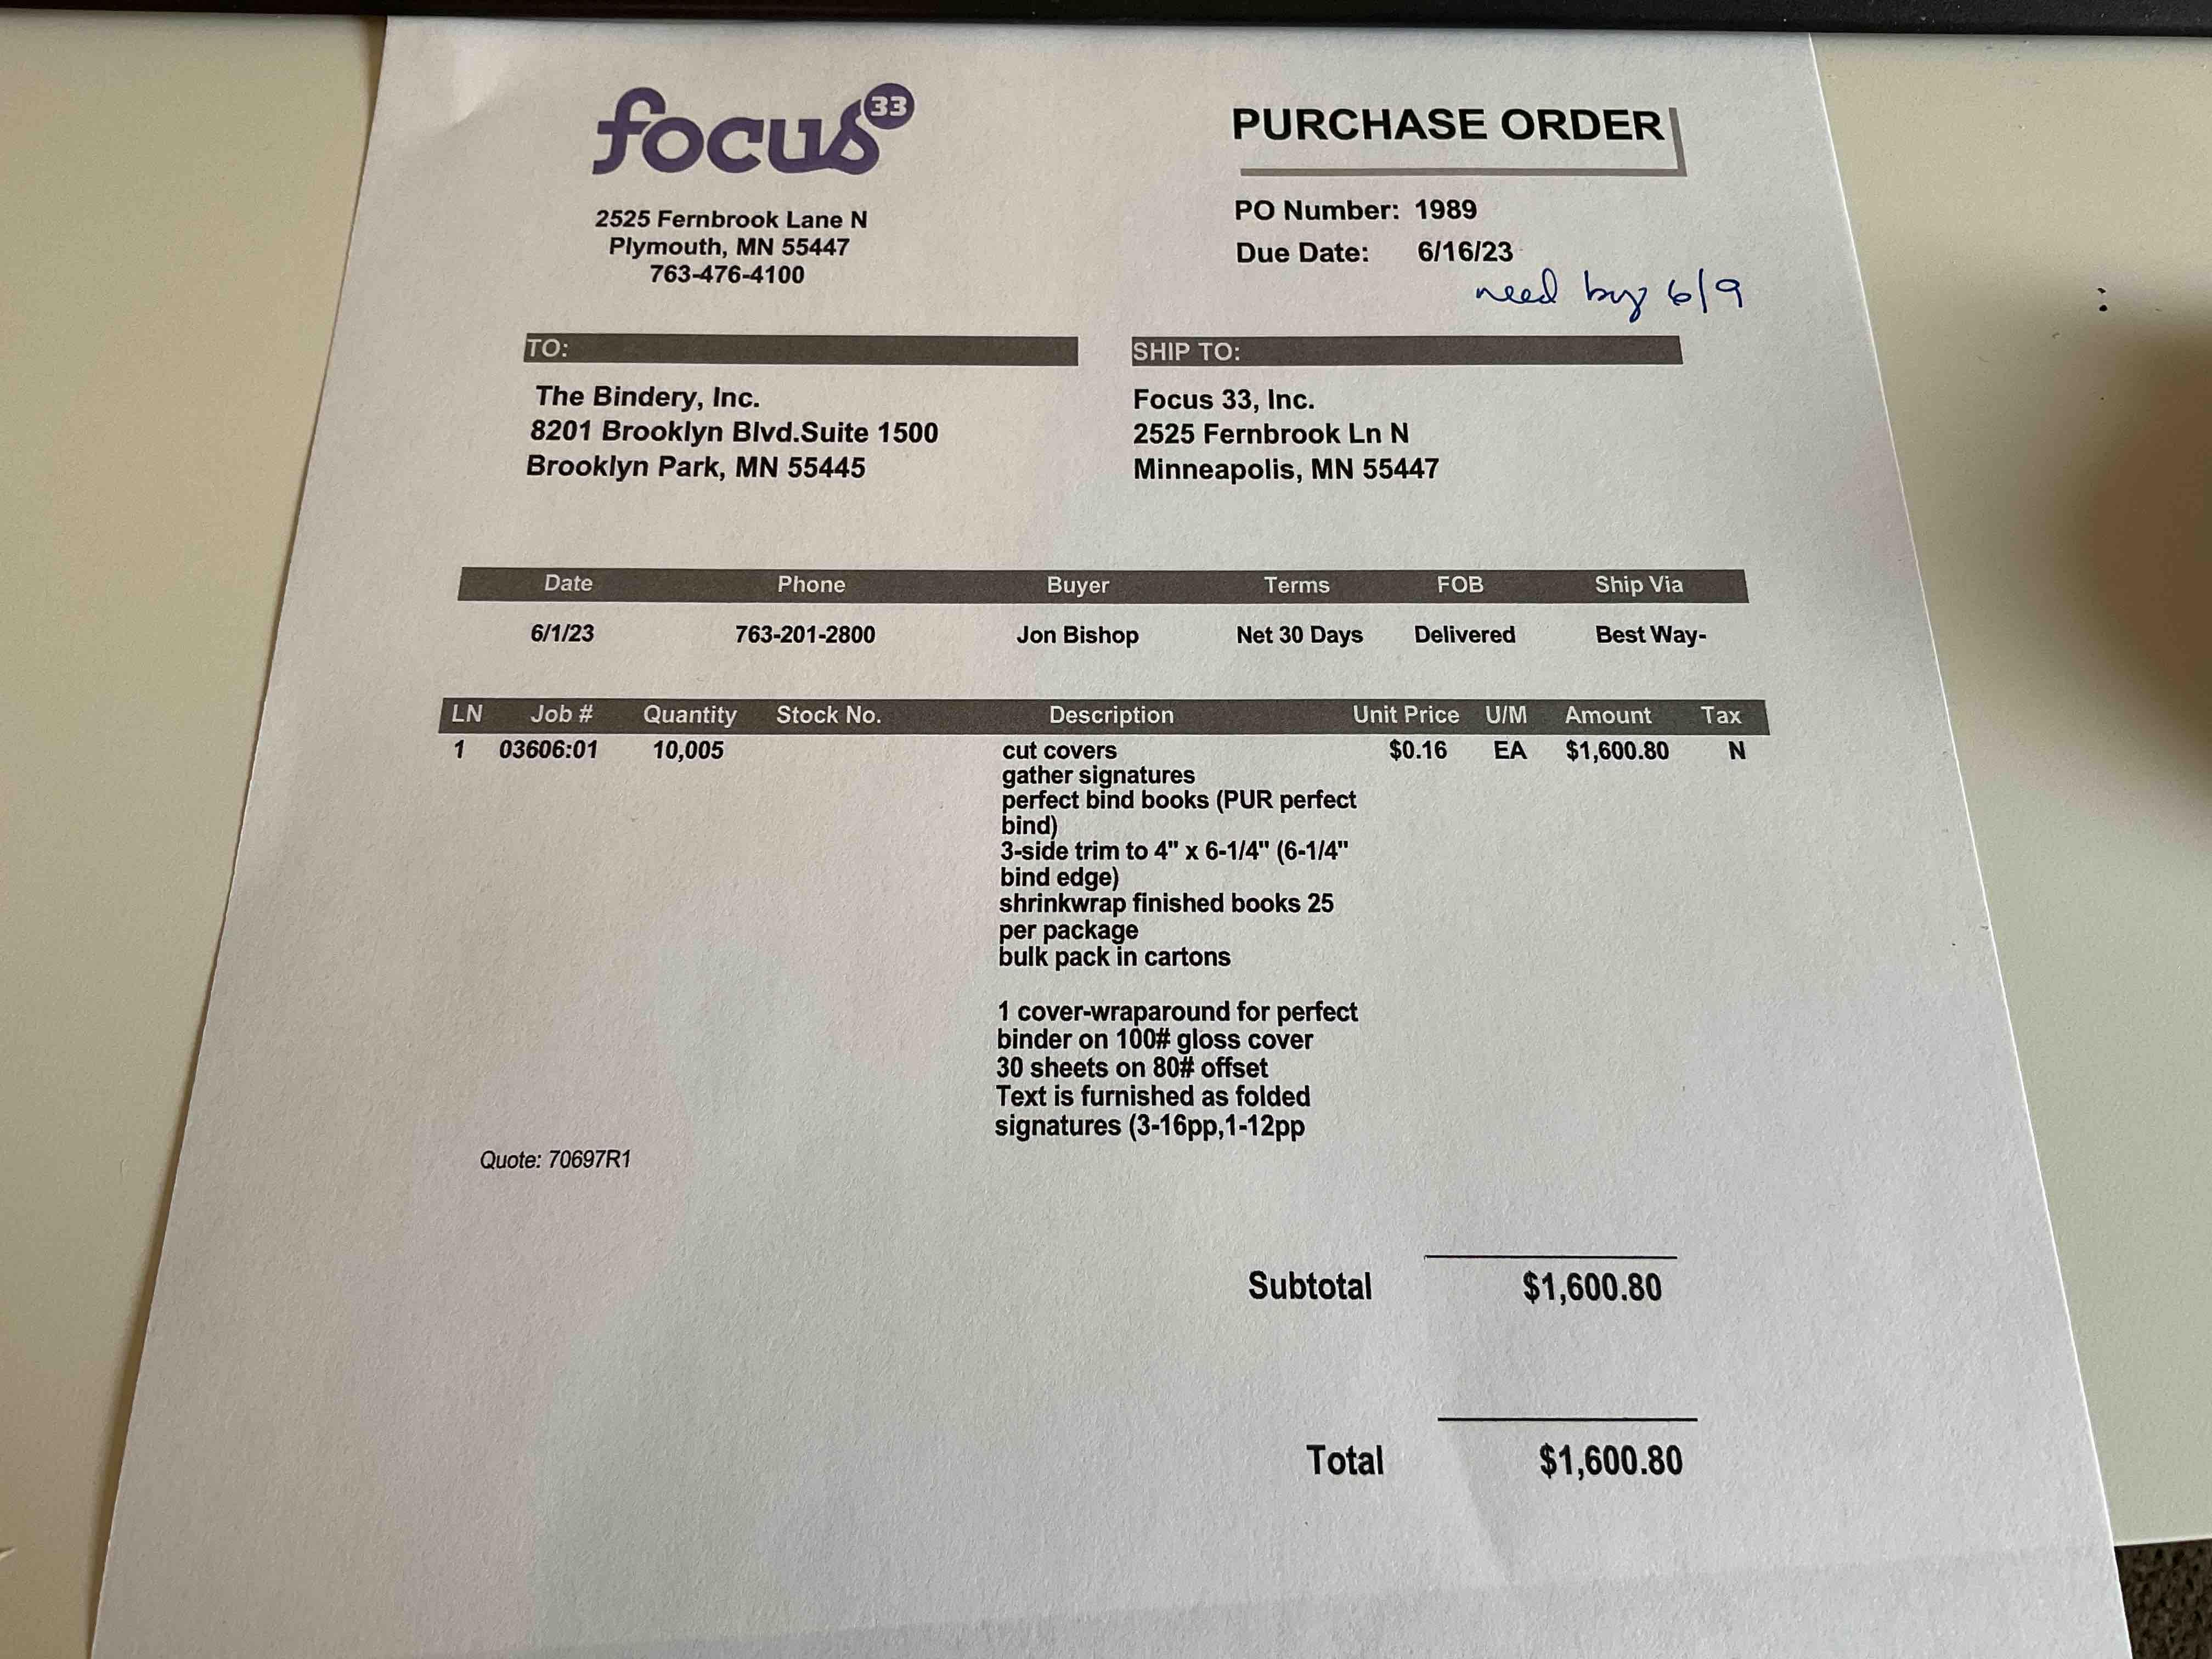 focus 33
PURCHASE ORDER
2525 Fernbrook Lane N
Plymouth, MN 55447
763-476-4100
PO Number: 1989
Due Date: 6/16/23
need by 6/9
TO:
The Bindery, Inc.
8201 Brooklyn Blvd.Suite 1500
Brooklyn Park, MN 55445
SHIP TO:
Focus 33, Inc.
2525 Fernbrook Ln N
Minneapolis, MN 55447
Date Phone Buyer Terms FOB Ship Via
6/1/23 763-201-2800 Jon Bishop Net 30 Days Delivered Best Way-
LN Job # Quantity Stock No. Description Unit Price U/M Amount Tax
1 03606:01 10,005 cut covers $0.16 EA $1,600.80 N
gather signatures
perfect bind books (PUR perfect
bind)
3-side trim to 4" x 6-1/4" (6-1/4"
bind edge)
shrinkwrap finished books 25
per package
bulk pack in cartons
1 cover-wraparound for perfect
binder on 100# gloss cover
30 sheets on 80# offset
Text is furnished as folded
signatures (3-16pp,1-12pp
Quote: 70697R1
Subtotal $1,600.80
Total $1,600.80